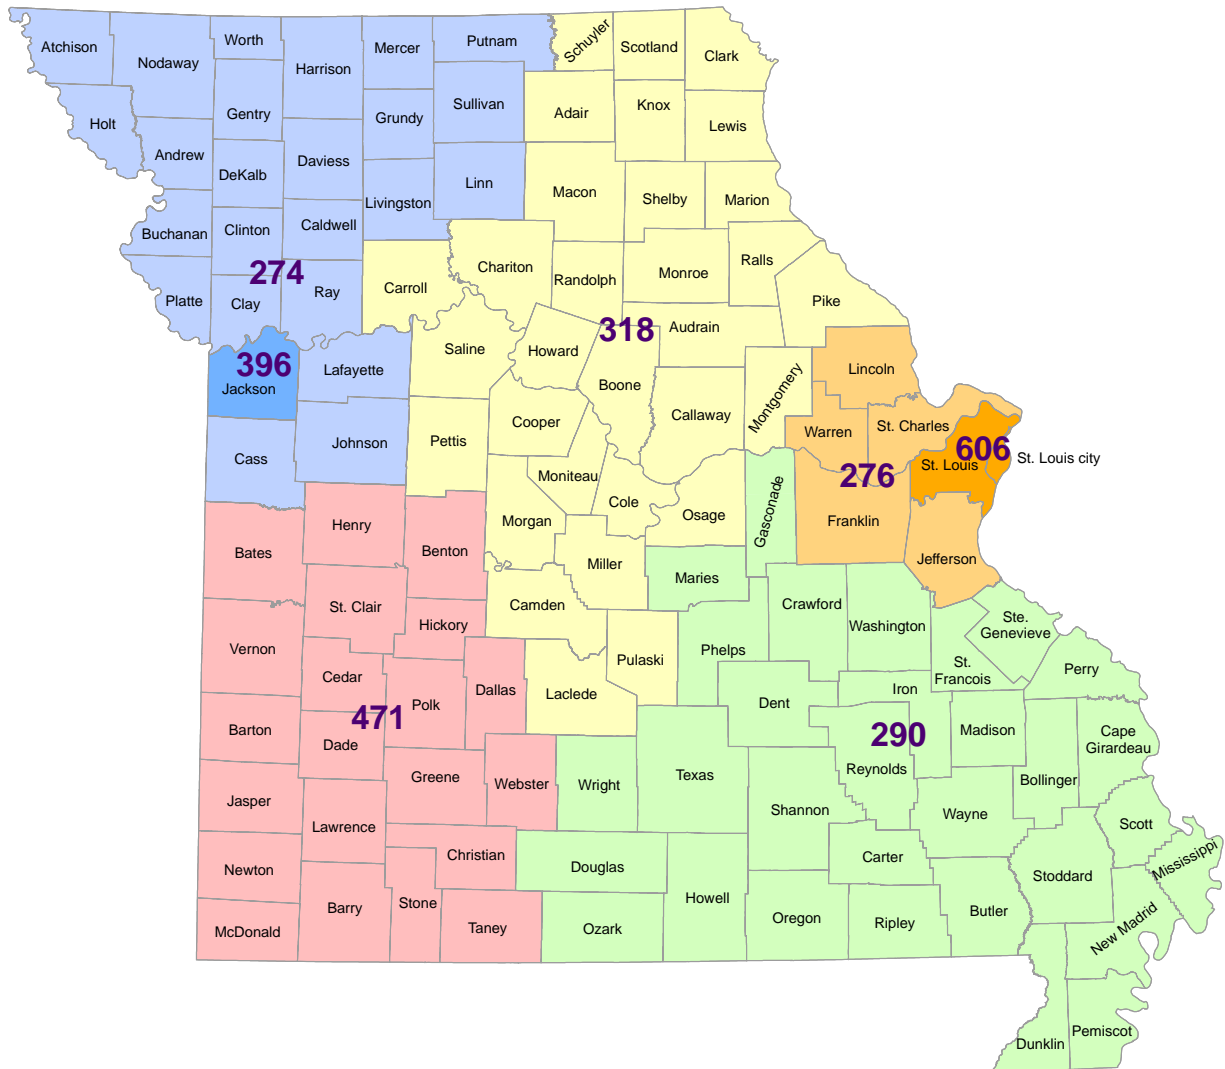 Atchison
Nodaway
Worth
Harrison
Mercer
Putnam
Schuyler
Scotland
Clark
Holt
Andrew
Gentry
DeKalb
Daviess
Grundy
Sullivan
Adair
Knox
Lewis
Buchanan
Clinton
Caldwell
Livingston
Linn
Macon
Shelby
Marion
Platte
Clay
274
Ray
Carroll
Chariton
Randolph
Monroe
Ralls
Pike
396
Jackson
Lafayette
Saline
Howard
318
Boone
Audrain
Callaway
Montgomery
Lincoln
Warren
St. Charles
Cass
Johnson
Pettis
Cooper
Moniteau
Cole
Morgan
Osage
Gasconade
276
Franklin
606
St. Louis
St. Louis city
Jefferson
Bates
Henry
Benton
Miller
Maries
Camden
St. Clair
Hickory
Vernon
Cedar
Polk
Dallas
Laclede
Pulaski
Phelps
Crawford
Washington
Ste.
Genevieve
St.
Francois
Perry
Dent
Iron
471
Barton
Dade
Greene
Webster
Wright
Texas
290
Reynolds
Madison
Bollinger
Cape
Girardeau
Jasper
Lawrence
Shannon
Wayne
Scott
Mississippi
Newton
Christian
Douglas
Carter
Stoddard
McDonald
Barry
Stone
Taney
Ozark
Howell
Oregon
Ripley
Butler
New Madrid
Dunklin
Pemiscot